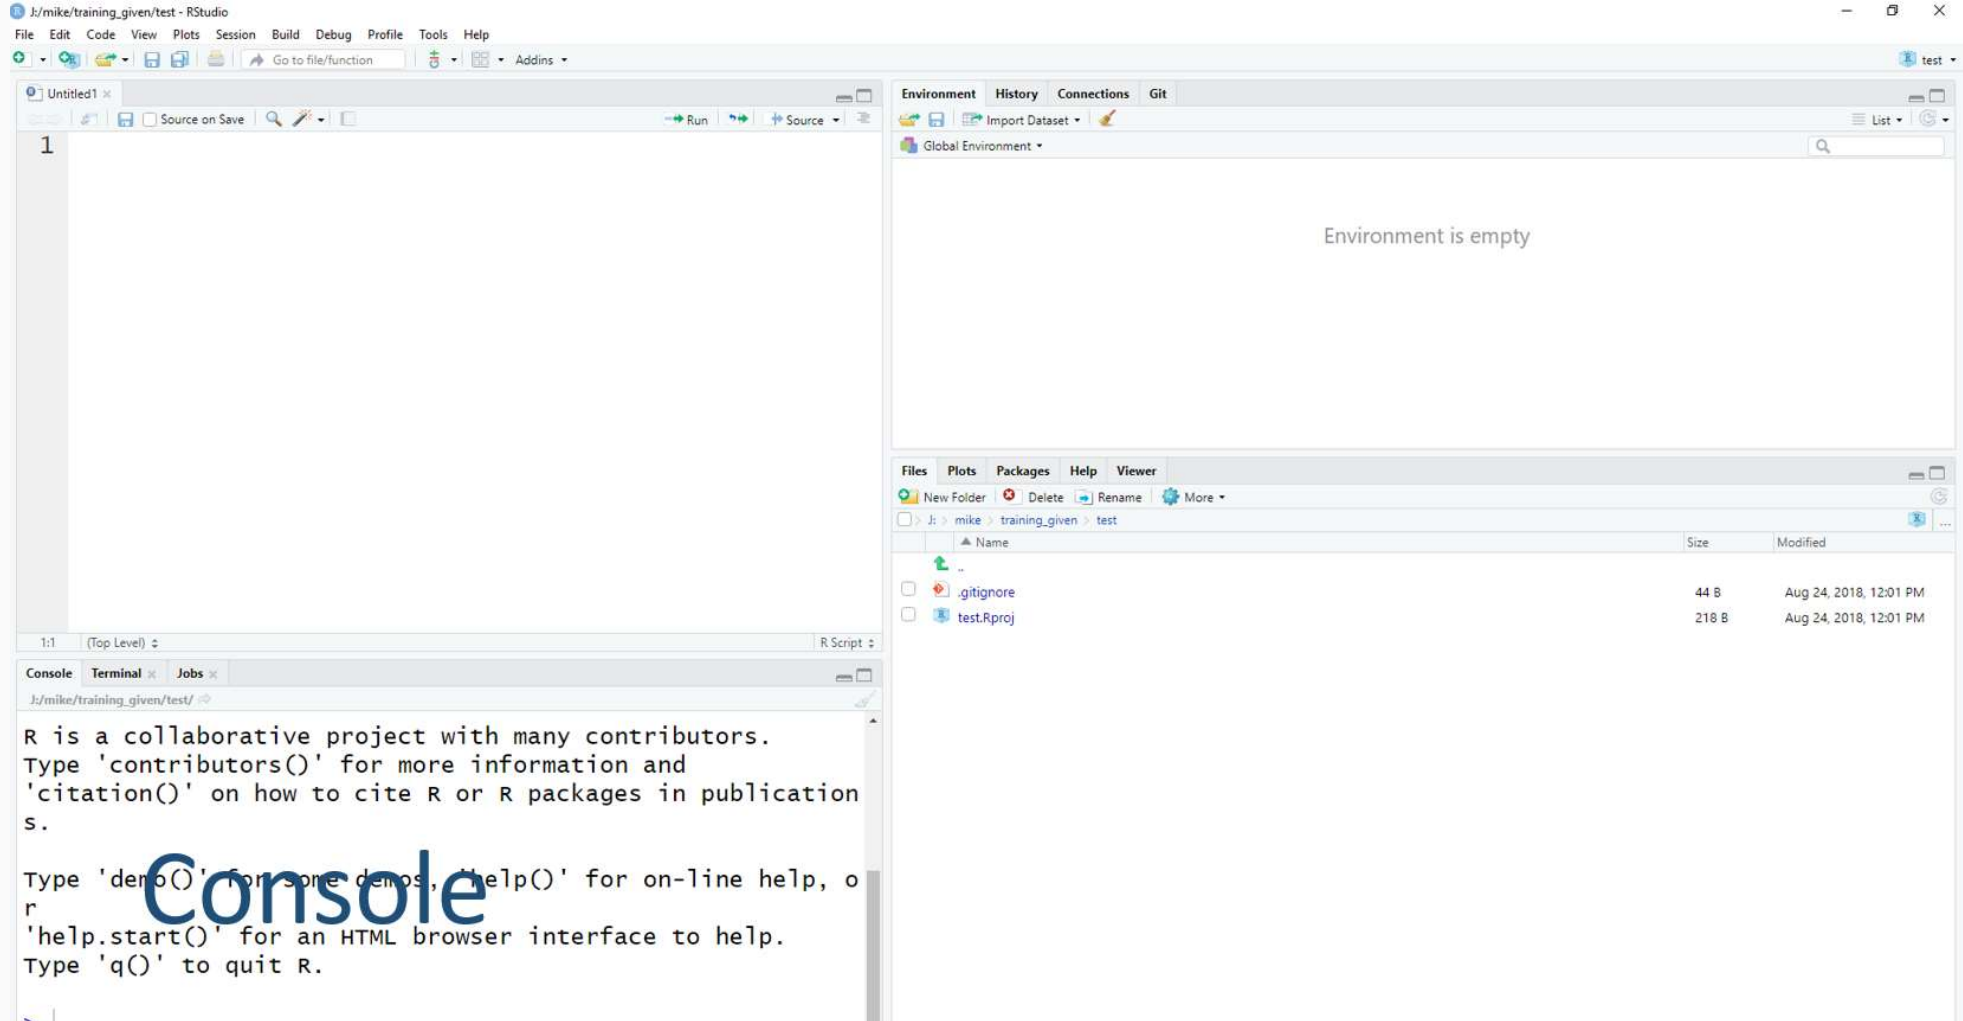 J:/mike/training_given/test - RStudio
File Edit Code View Plots Session Build Debug Profile Tools Help
Go to file/function Addins test
Untitled1
Source on Save Run Source
1
1:1 (Top Level) R Script
Console Terminal Jobs
J:/mike/training_given/test/
R is a collaborative project with many contributors.
Type 'contributors()' for more information and
'citation()' on how to cite R or R packages in publication
s.
Type 'demo()' for some demos, 'help()' for on-line help, o
r
'help.start()' for an HTML browser interface to help.
Type 'q()' to quit R.
>
Console
Environment History Connections Git
Import Dataset List
Global Environment
Environment is empty
Files Plots Packages Help Viewer
New Folder Delete Rename More
J: > mike > training_given > test
Name Size Modified
..
.gitignore 44 B Aug 24, 2018, 12:01 PM
test.Rproj 218 B Aug 24, 2018, 12:01 PM